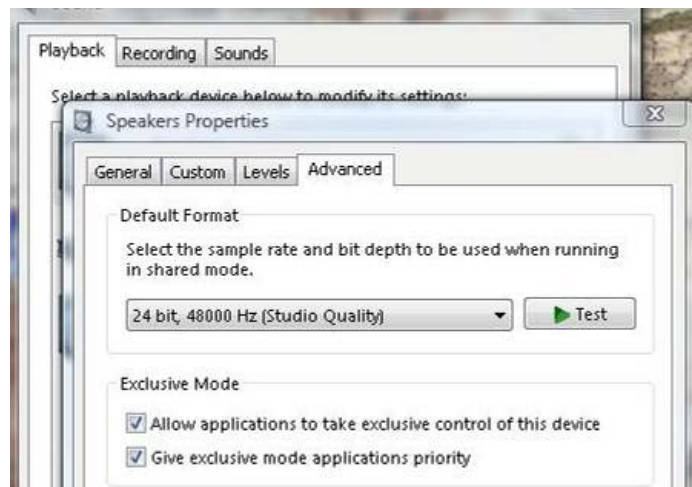 Playback Recording Sounds
Select a playback device below to modify its settings:
Speakers Properties
General Custom Levels Advanced
Default Format
Select the sample rate and bit depth to be used when running
in shared mode.
24 bit, 48000 Hz (Studio Quality)
Test
Exclusive Mode
Allow applications to take exclusive control of this device
Give exclusive mode applications priority